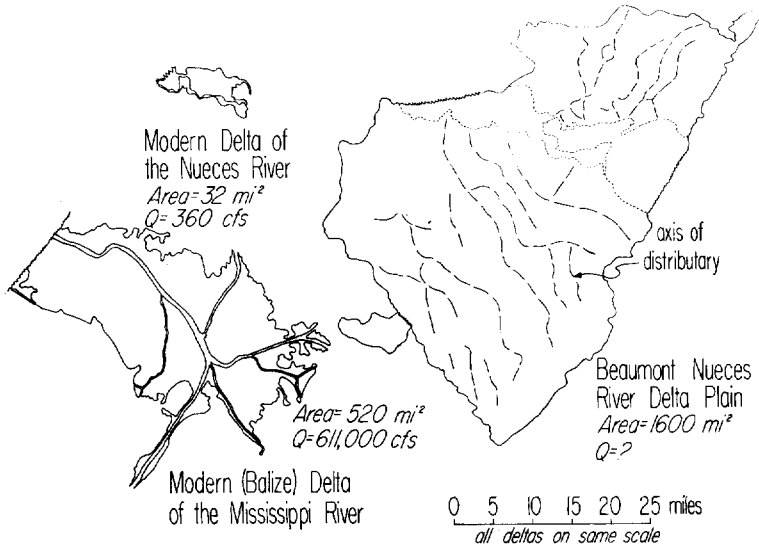 Modern Delta of
the Nueces River
Area=32 mi²
Q=360 cfs
axis of
distributary
Area=520 mi²
Q=611,000 cfs
Modern (Balize) Delta
of the Mississippi River
Beaumont Nueces
River Delta Plain
Area=1600 mi²
Q=?
0 5 10 15 20 25 miles
all deltas on same scale